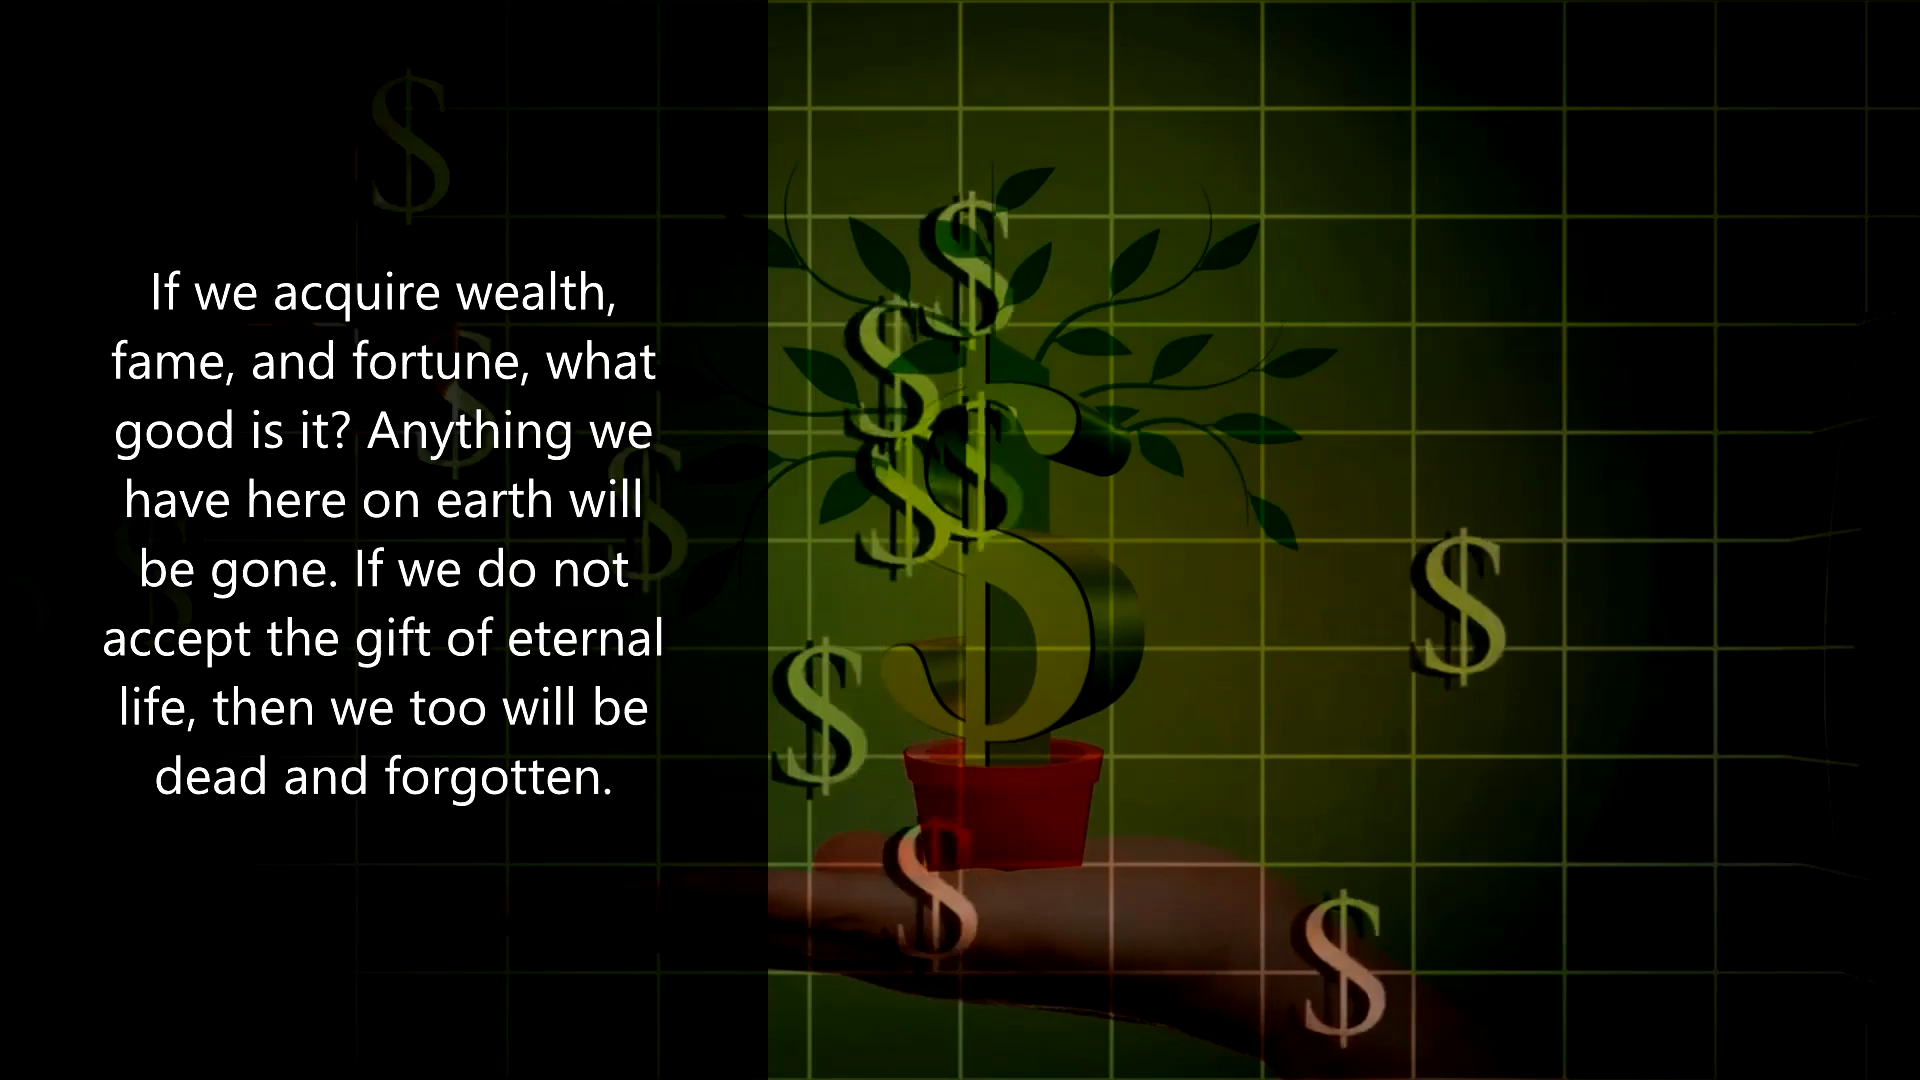 If we acquire wealth,
fame, and fortune, what
good is it? Anything we
have here on earth will
be gone. If we do not
accept the gift of eternal
life, then we too will be
dead and forgotten.